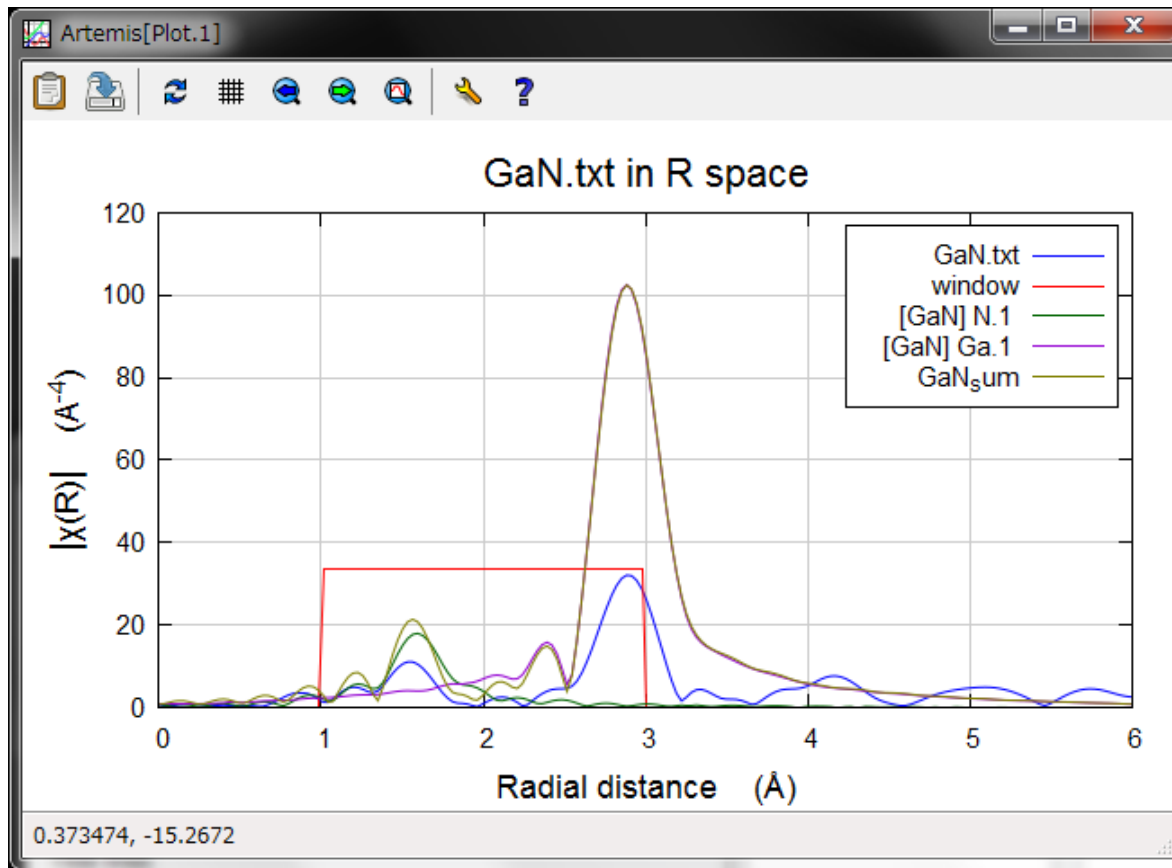 Artemis[Plot.1]
GaN.txt in R space
120
100
80
60
40
20
0
|χ(R)| (A-4)
GaN.txt
window
[GaN] N.1
[GaN] Ga.1
GaNsum
0 1 2 3 4 5 6
Radial distance (Å)
0.373474, -15.2672